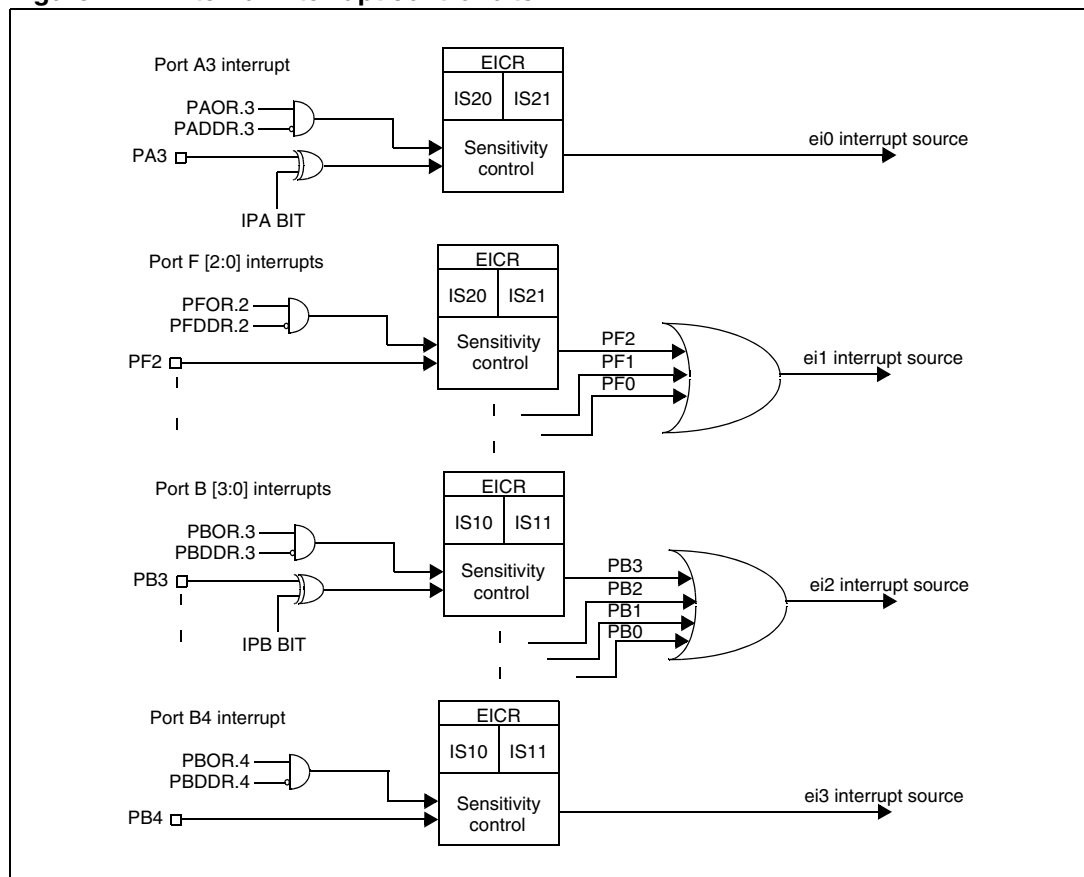 Port A3 interrupt
EICR
IS20 IS21
PAOR.3
PADDR.3
Sensitivity
control
ei0 interrupt source
PA3
IPA BIT
Port F [2:0] interrupts
EICR
IS20 IS21
PFOR.2
PFDDR.2
Sensitivity
control
PF2
PF2
PF1
PF0
ei1 interrupt source
Port B [3:0] interrupts
EICR
IS10 IS11
PBOR.3
PBDDR.3
Sensitivity
control
PB3
IPB BIT
PB3
PB2
PB1
PB0
ei2 interrupt source
Port B4 interrupt
EICR
IS10 IS11
PBOR.4
PBDDR.4
Sensitivity
control
PB4
ei3 interrupt source